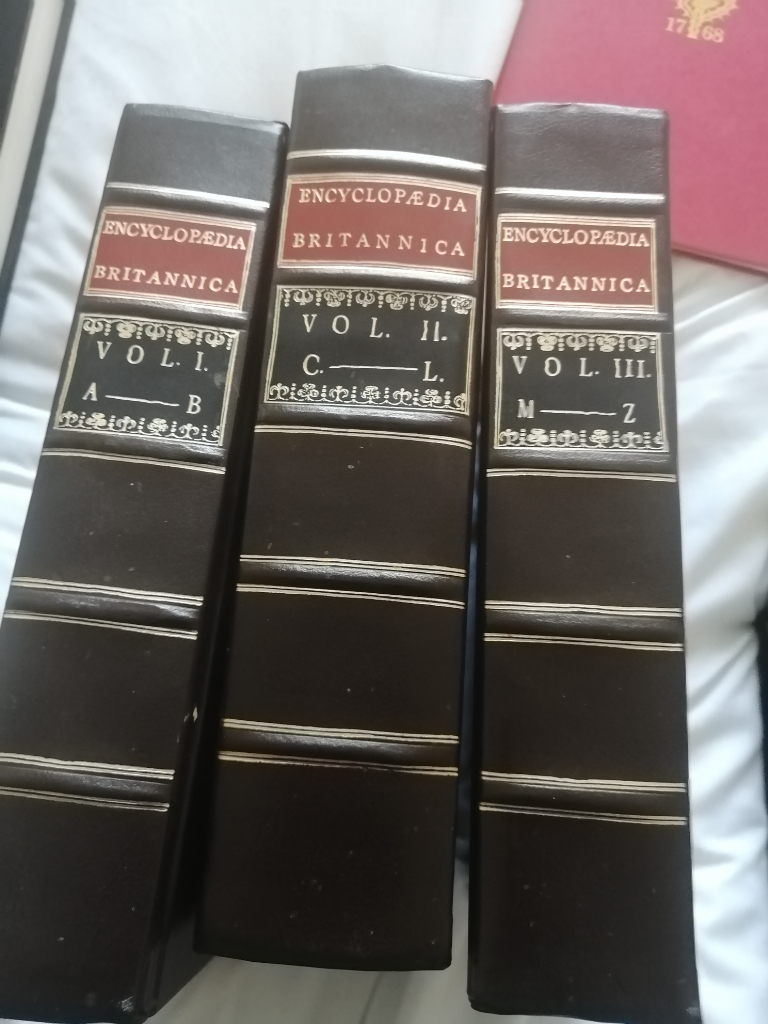 ENCYCLOPÆDIA
BRITANNICA
VOL. I.
A——B
ENCYCLOPÆDIA
BRITANNICA
VOL. II.
C.——L.
ENCYCLOPÆDIA
BRITANNICA
VOL. III.
M——Z
1768